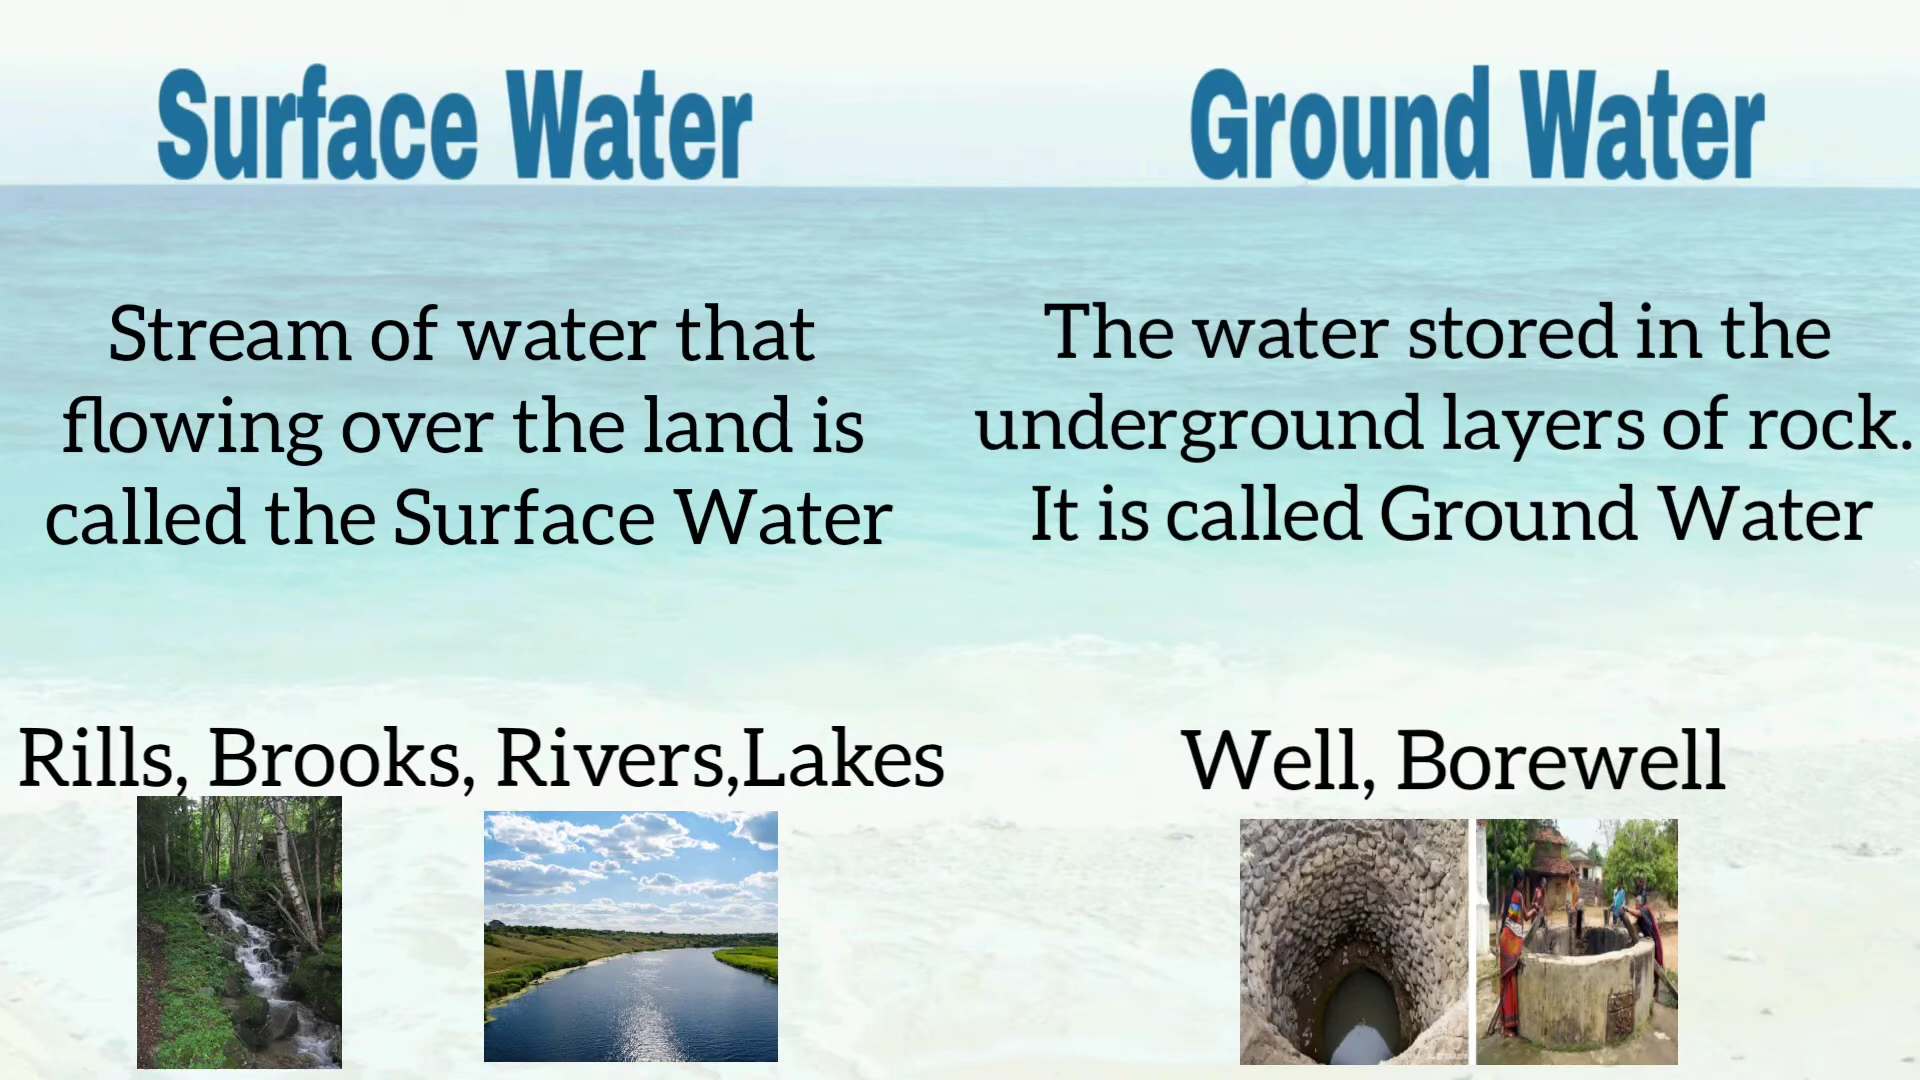 Surface Water
Stream of water that
flowing over the land is
called the Surface Water
Rills, Brooks, Rivers,Lakes
Ground Water
The water stored in the
underground layers of rock.
It is called Ground Water
Well, Borewell